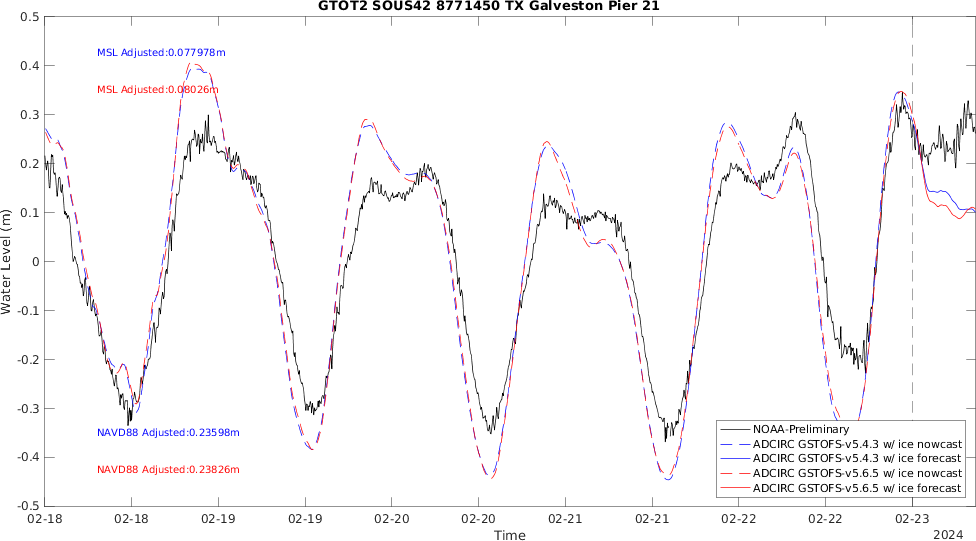 GTOT2 SOUS42 8771450 TX Galveston Pier 21
0.5
0.4
0.3
0.2
0.1
0
-0.1
-0.2
-0.3
-0.4
-0.5
Water Level (m)
MSL Adjusted:0.077978m
MSL Adjusted:0.08026m
NAVD88 Adjusted:0.23598m
NAVD88 Adjusted:0.23826m
NOAA-Preliminary
ADCIRC GSTOFS-v5.4.3 w/ ice nowcast
ADCIRC GSTOFS-v5.4.3 w/ ice forecast
ADCIRC GSTOFS-v5.6.5 w/ ice nowcast
ADCIRC GSTOFS-v5.6.5 w/ ice forecast
02-18 02-18 02-19 02-19 02-20 02-20 02-21 02-21 02-22 02-22 02-23
Time
2024